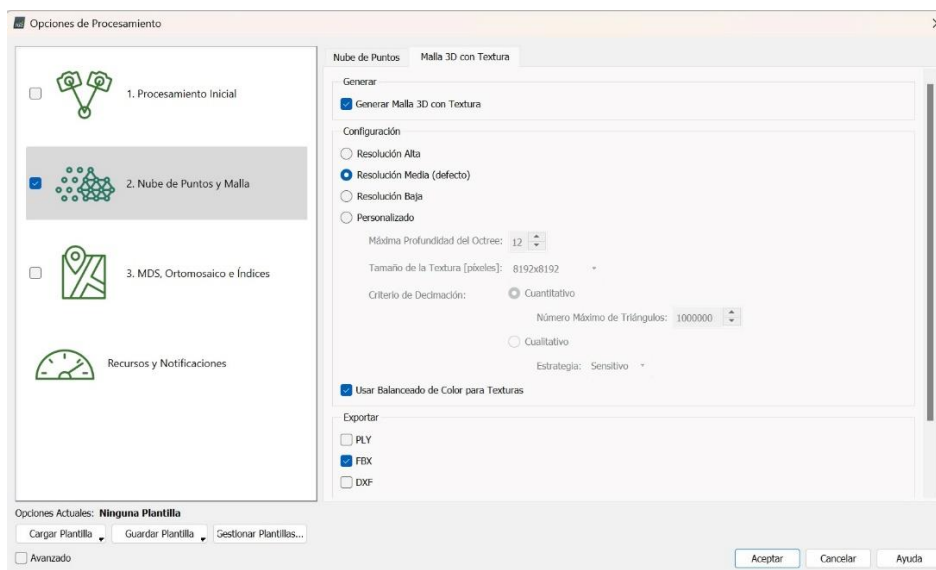 Opciones de Procesamiento
1. Procesamiento Inicial
2. Nube de Puntos y Malla
3. MDS, Ortomosaico e Índices
Recursos y Notificaciones
Nube de Puntos Malla 3D con Textura
Generar
Generar Malla 3D con Textura
Configuración
Resolución Alta
Resolución Media (defecto)
Resolución Baja
Personalizado
Máxima Profundidad del Octree: 12
Tamaño de la Textura [píxeles]: 8192x8192
Criterio de Decimación: Cuantitativo
Número Máximo de Triángulos: 1000000
Cualitativo
Estrategia: Sensitivo
Usar Balanceado de Color para Texturas
Exportar
PLY
FBX
DXF
Opciones Actuales: Ninguna Plantilla
Cargar Plantilla Guardar Plantilla Gestionar Plantillas...
Avanzado
Aceptar Cancelar Ayuda